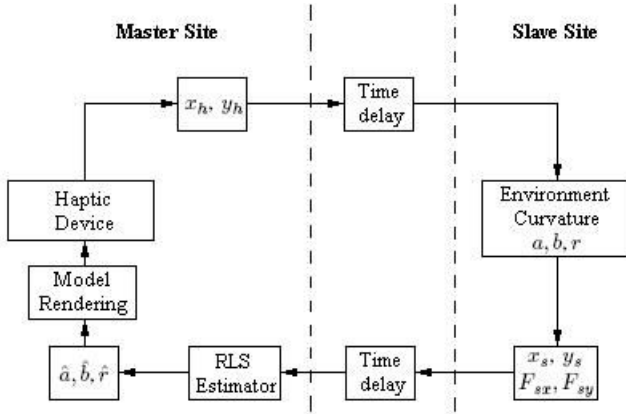 Master Site
Slave Site
x_h, y_h
Time
delay
Haptic
Device
Environment
Curvature
a, b, r
Model
Rendering
â, b̂, r̂
RLS
Estimator
Time
delay
x_s, y_s
F_sx, F_sy